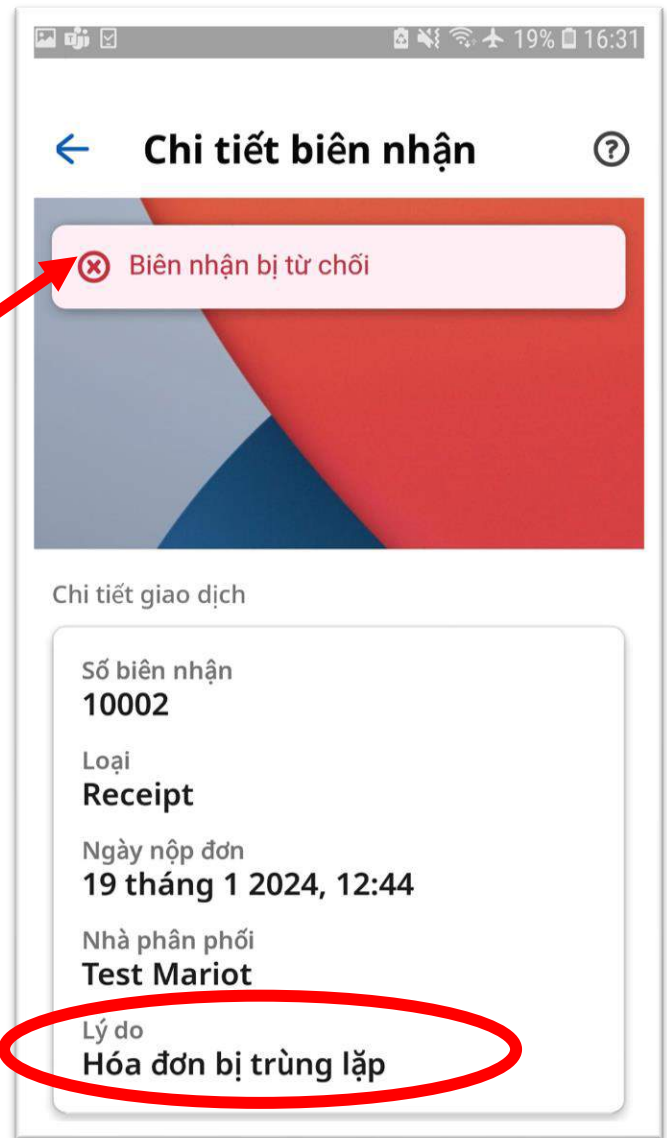 19% 16:31
Chi tiết biên nhận
Biên nhận bị từ chối
Chi tiết giao dịch
Số biên nhận
10002
Loại
Receipt
Ngày nộp đơn
19 tháng 1 2024, 12:44
Nhà phân phối
Test Mariot
Lý do
Hóa đơn bị trùng lặp